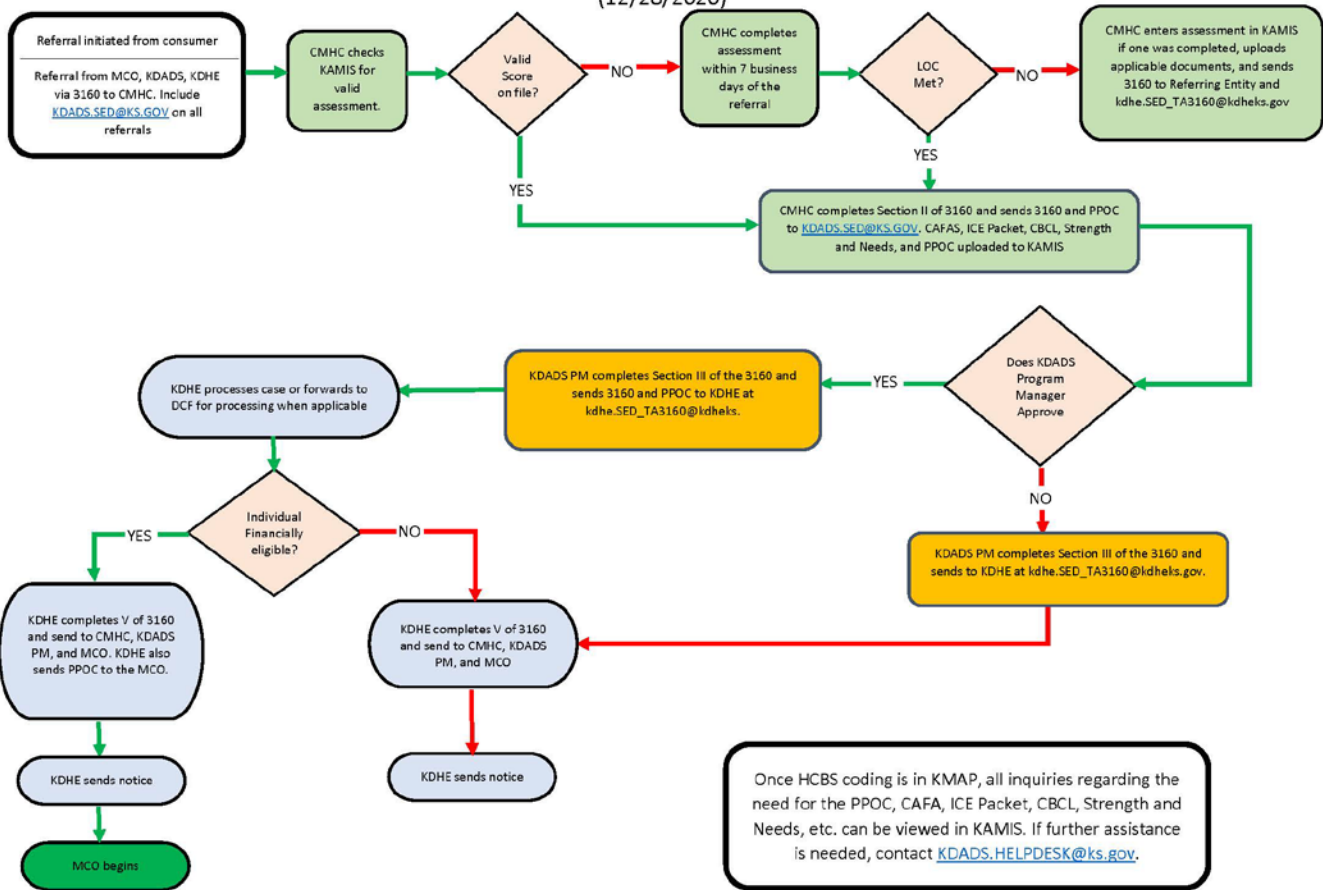 (12/28/2020)
Referral initiated from consumer
Referral from MCO, KDADS, KDHE
via 3160 to CMHC. Include
KDADS.SED@KS.GOV on all
referrals
CMHC checks
KAMIS for
valid
assessment.
Valid
Score
on file?
NO
CMHC completes
assessment
within 7 business
days of the
referral
LOC
Met?
NO
CMHC enters assessment in KAMIS
if one was completed, uploads
applicable documents, and sends
3160 to Referring Entity and
kdhe.SED_TA3160@kdheks.gov
YES
YES
CMHC completes Section II of 3160 and sends 3160 and PPOC
to KDADS.SED@KS.GOV. CAFAS, ICE Packet, CBCL, Strength
and Needs, and PPOC uploaded to KAMIS
Does KDADS
Program
Manager
Approve
YES
KDADS PM completes Section III of the 3160 and
sends 3160 and PPOC to KDHE at
kdhe.SED_TA3160@kdheks.
KDHE processes case or forwards to
DCF for processing when applicable
NO
KDADS PM completes Section III of the 3160 and
sends to KDHE at kdhe.SED_TA3160@kdheks.gov.
Individual
Financially
eligible?
YES
NO
KDHE completes V of 3160
and send to CMHC, KDADS
PM, and MCO. KDHE also
sends PPOC to the MCO.
KDHE completes V of 3160
and send to CMHC, KDADS
PM, and MCO
KDHE sends notice
KDHE sends notice
MCO begins
Once HCBS coding is in KMAP, all inquiries regarding the
need for the PPOC, CAFA, ICE Packet, CBCL, Strength and
Needs, etc. can be viewed in KAMIS. If further assistance
is needed, contact KDADS.HELPDESK@ks.gov.